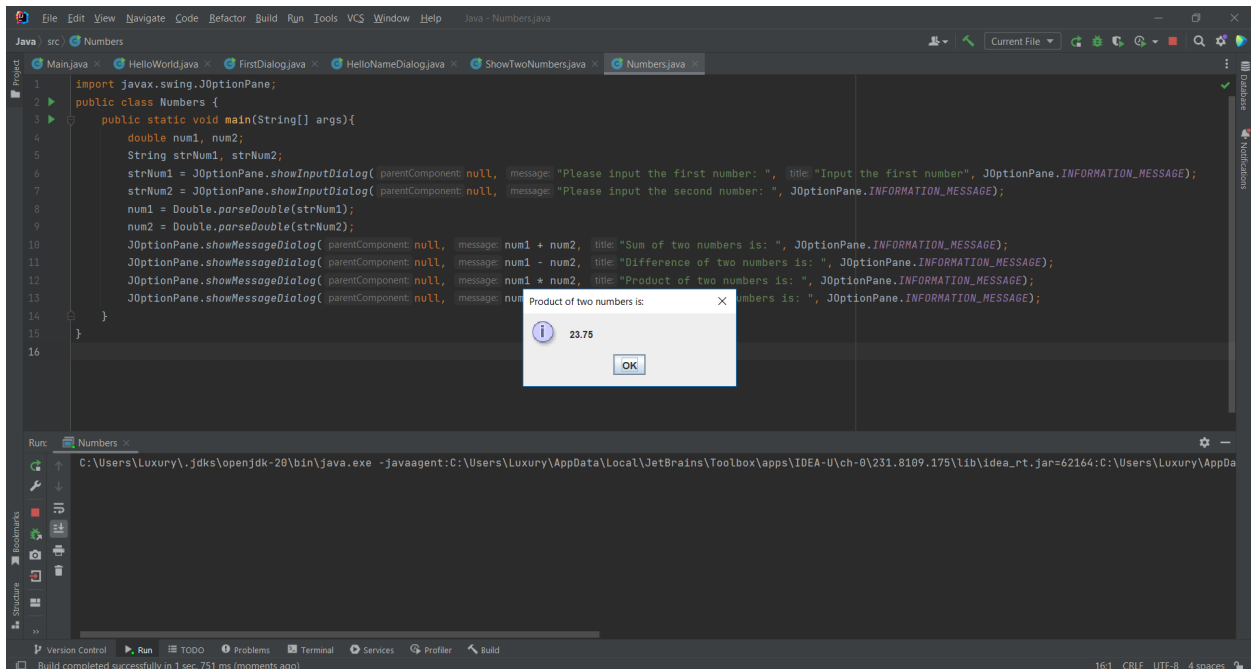 File Edit View Navigate Code Refactor Build Run Tools VCS Window Help Java - Numbers.java
Java src Numbers Current File
Main.java HelloWorld.java FirstDialog.java HelloNameDialog.java ShowTwoNumbers.java Numbers.java
Project
Database
Notifications
1 import javax.swing.JOptionPane;
2 public class Numbers {
3 public static void main(String[] args){
4 double num1, num2;
5 String strNum1, strNum2;
6 strNum1 = JOptionPane.showInputDialog( parentComponent: null, message: "Please input the first number: ", title: "Input the first number", JOptionPane.INFORMATION_MESSAGE);
7 strNum2 = JOptionPane.showInputDialog( parentComponent: null, message: "Please input the second number: ", JOptionPane.INFORMATION_MESSAGE);
8 num1 = Double.parseDouble(strNum1);
9 num2 = Double.parseDouble(strNum2);
10 JOptionPane.showMessageDialog( parentComponent: null, message: num1 + num2, title: "Sum of two numbers is: ", JOptionPane.INFORMATION_MESSAGE);
11 JOptionPane.showMessageDialog( parentComponent: null, message: num1 - num2, title: "Difference of two numbers is: ", JOptionPane.INFORMATION_MESSAGE);
12 JOptionPane.showMessageDialog( parentComponent: null, message: num1 * num2, title: "Product of two numbers is: ", JOptionPane.INFORMATION_MESSAGE);
13 JOptionPane.showMessageDialog( parentComponent: null, message: num umbers is: ", JOptionPane.INFORMATION_MESSAGE);
14 }
15 }
16
Product of two numbers is:
23.75
OK
Run: Numbers
C:\Users\Luxury\.jdks\openjdk-20\bin\java.exe -javaagent:C:\Users\Luxury\AppData\Local\JetBrains\Toolbox\apps\IDEA-U\ch-0\231.8109.175\lib\idea_rt.jar=62164:C:\Users\Luxury\AppDa
Bookmarks
Structure
Version Control Run TODO Problems Terminal Services Profiler Build
Build completed successfully in 1 sec, 751 ms (moments ago) 16:1 CRLF UTF-8 4 spaces